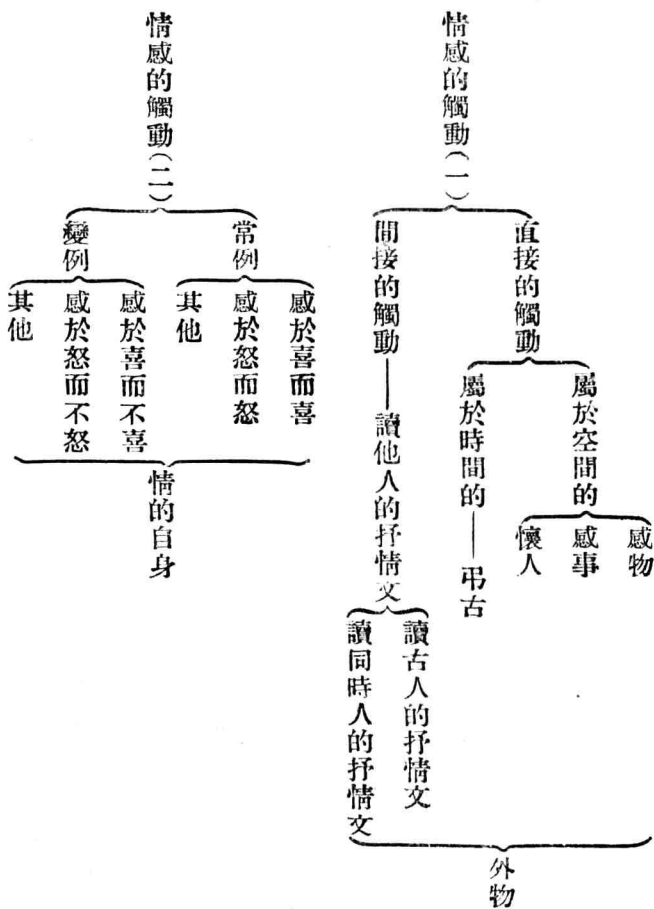 情感的觸動(一)
直接的觸動
屬於空間的
感物
感事
懷人
屬於時間的——弔古
間接的觸動——讀他人的抒情文
讀古人的抒情文
讀同時人的抒情文
外物
情感的觸動(二)
常例
感於喜而喜
感於怒而怒
其他
變例
感於喜而不喜
感於怒而不怒
其他
情的自身